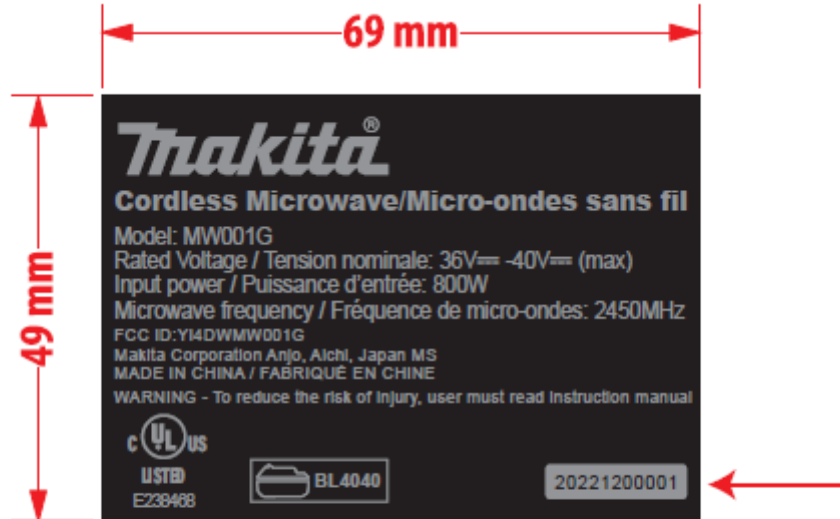 69 mm
49 mm
makita®
Cordless Microwave/Micro-ondes sans fil
Model: MW001G
Rated Voltage / Tension nominale: 36V⎓ -40V⎓ (max)
Input power / Puissance d'entrée: 800W
Microwave frequency / Fréquence de micro-ondes: 2450MHz
FCC ID:YI4DWMW001G
Makita Corporation Anjo, Aichi, Japan MS
MADE IN CHINA / FABRIQUÉ EN CHINE
WARNING - To reduce the risk of injury, user must read instruction manual
C UL US
LISTED
E238468
BL4040
20221200001